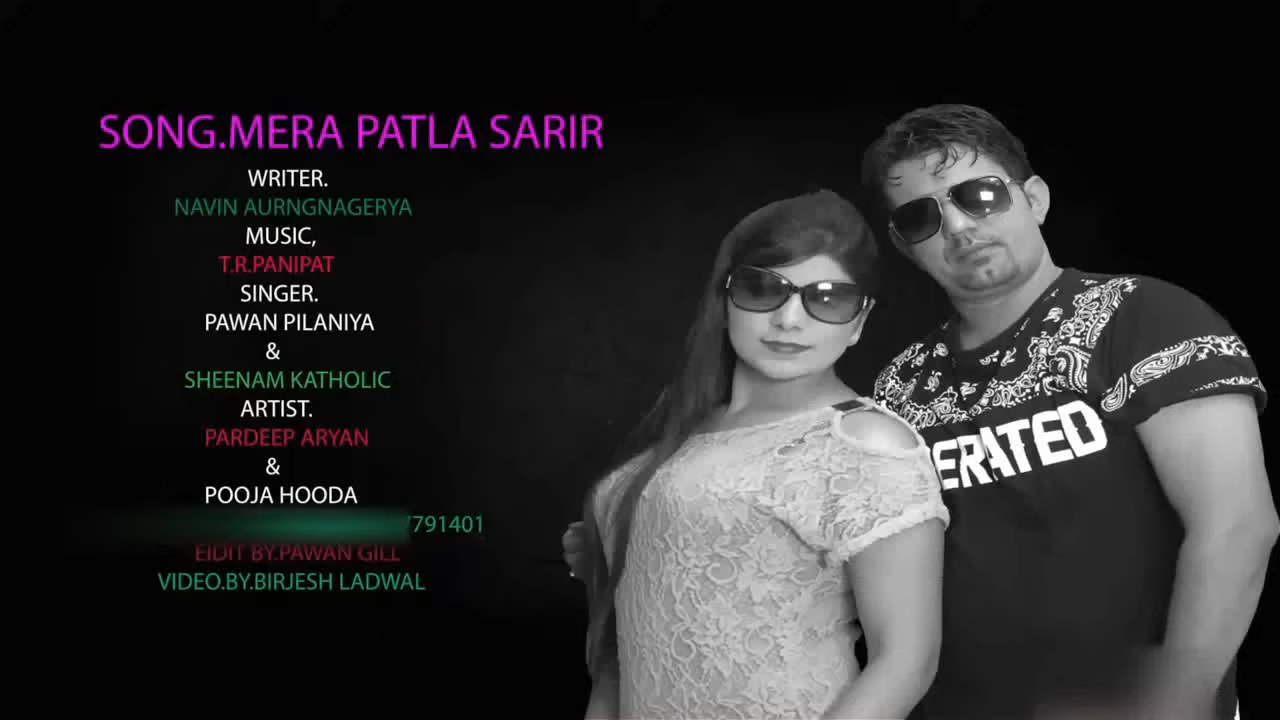 SONG.MERA PATLA SARIR
WRITER.
NAVIN AURNGNAGERYA
MUSIC,
T.R.PANIPAT
SINGER.
PAWAN PILANIYA
&
SHEENAM KATHOLIC
ARTIST.
PARDEEP ARYAN
&
POOJA HOODA
7791401
EIDIT BY.PAWAN GILL
VIDEO.BY.BIRJESH LADWAL
ERATED